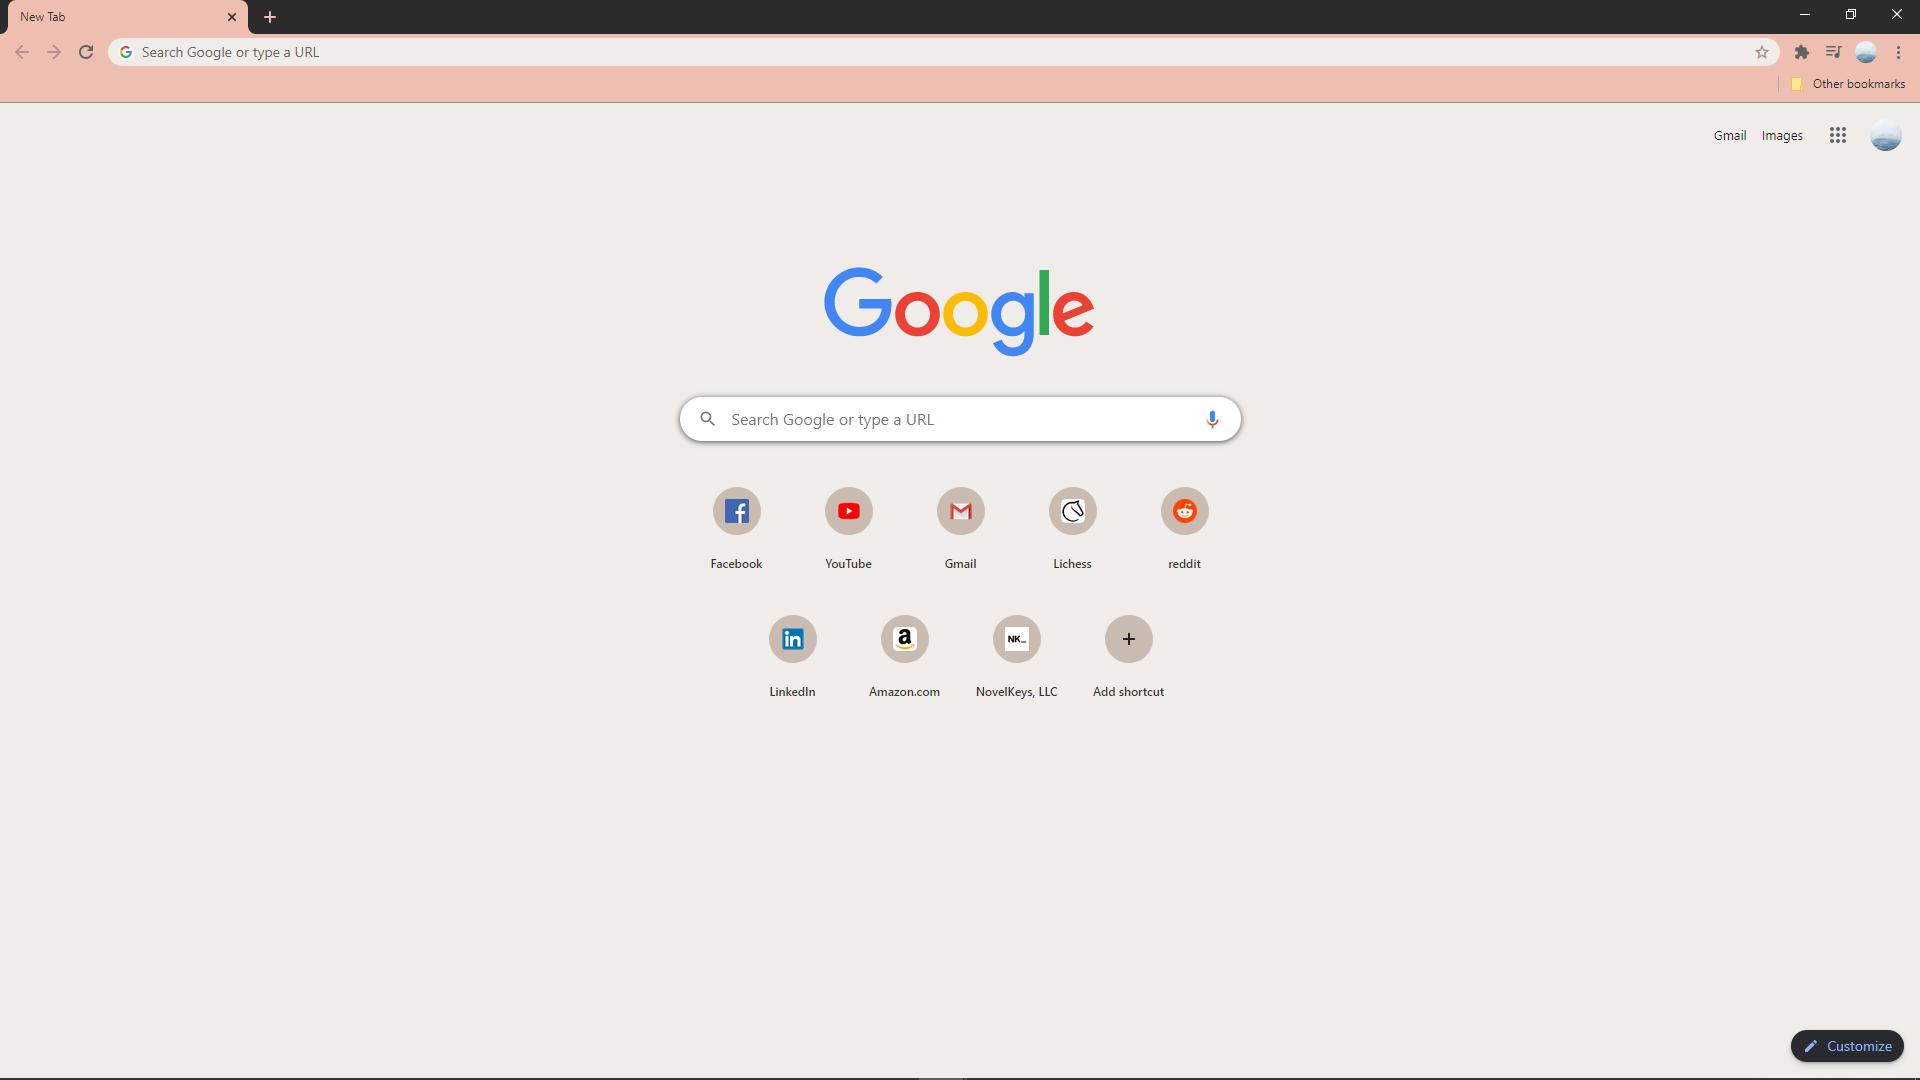 New Tab
Search Google or type a URL
Other bookmarks
Gmail Images
Google
Search Google or type a URL
Facebook YouTube Gmail Lichess reddit
NK_
LinkedIn Amazon.com NovelKeys, LLC Add shortcut
Customize